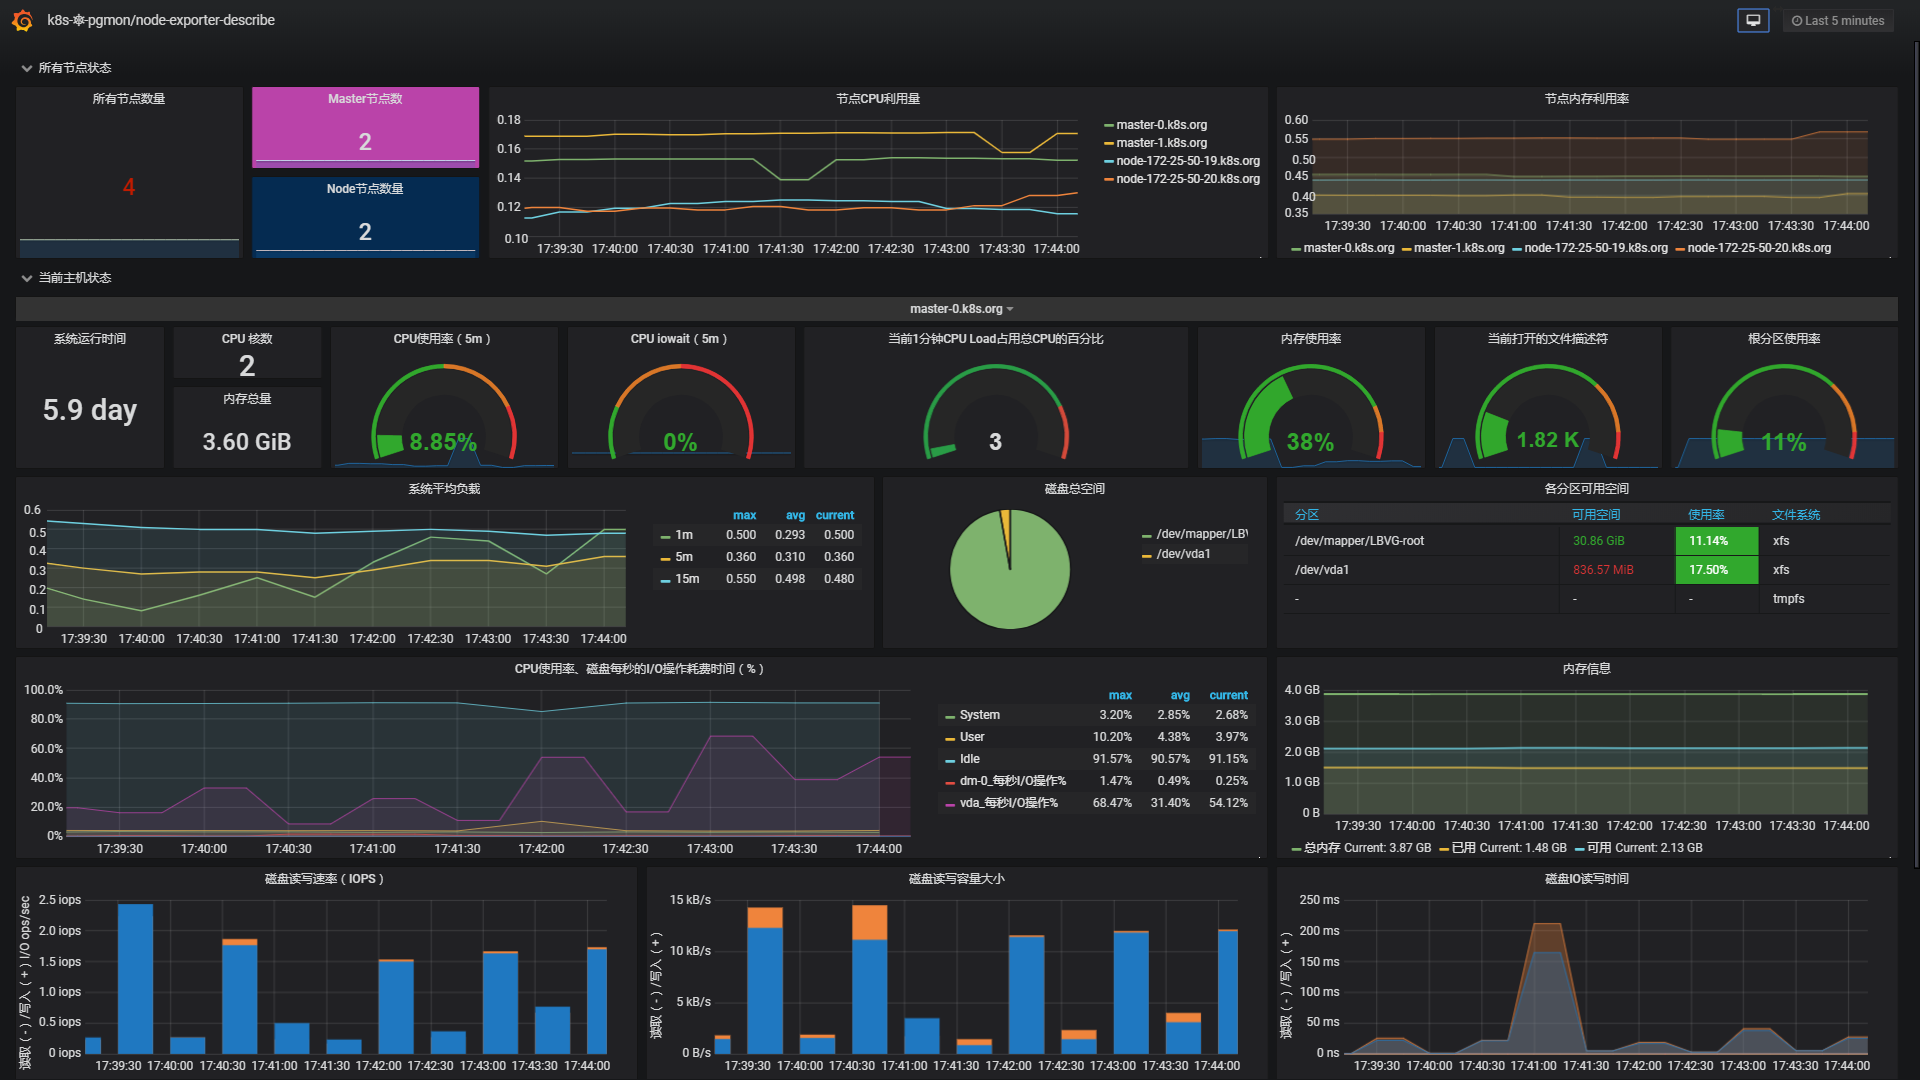 k8s-⎈-pgmon/node-exporter-describe
Last 5 minutes
所有节点状态
所有节点数量
4
Master节点数
2
Node节点数量
2
节点CPU利用量
0.18
0.16
0.14
0.12
0.10
17:39:30 17:40:00 17:40:30 17:41:00 17:41:30 17:42:00 17:42:30 17:43:00 17:43:30 17:44:00
master-0.k8s.org
master-1.k8s.org
node-172-25-50-19.k8s.org
node-172-25-50-20.k8s.org
节点内存利用率
0.60
0.55
0.50
0.45
0.40
0.35
17:39:30 17:40:00 17:40:30 17:41:00 17:41:30 17:42:00 17:42:30 17:43:00 17:43:30 17:44:00
master-0.k8s.org master-1.k8s.org node-172-25-50-19.k8s.org node-172-25-50-20.k8s.org
当前主机状态
master-0.k8s.org
系统运行时间
5.9 day
CPU 核数
2
内存总量
3.60 GiB
CPU使用率（5m）
8.85%
CPU iowait（5m）
0%
当前1分钟CPU Load占用总CPU的百分比
3
内存使用率
38%
当前打开的文件描述符
1.82 K
根分区使用率
11%
系统平均负载
0.6
0.5
0.4
0.3
0.2
0.1
0
17:39:30 17:40:00 17:40:30 17:41:00 17:41:30 17:42:00 17:42:30 17:43:00 17:43:30 17:44:00
max avg current
1m 0.500 0.293 0.500
5m 0.360 0.310 0.360
15m 0.550 0.498 0.480
磁盘总空间
/dev/mapper/LBV
/dev/vda1
各分区可用空间
分区 可用空间 使用率 文件系统
/dev/mapper/LBVG-root 30.86 GiB 11.14% xfs
/dev/vda1 836.57 MiB 17.50% xfs
- - - tmpfs
CPU使用率、磁盘每秒的I/O操作耗费时间（%）
100.0%
80.0%
60.0%
40.0%
20.0%
0%
17:39:30 17:40:00 17:40:30 17:41:00 17:41:30 17:42:00 17:42:30 17:43:00 17:43:30 17:44:00
max avg current
System 3.20% 2.85% 2.68%
User 10.20% 4.38% 3.97%
Idle 91.57% 90.57% 91.15%
dm-0_每秒I/O操作% 1.47% 0.49% 0.25%
vda_每秒I/O操作% 68.47% 31.40% 54.12%
内存信息
4.0 GB
3.0 GB
2.0 GB
1.0 GB
0 B
17:39:30 17:40:00 17:40:30 17:41:00 17:41:30 17:42:00 17:42:30 17:43:00 17:43:30 17:44:00
总内存 Current: 3.87 GB 已用 Current: 1.48 GB 可用 Current: 2.13 GB
磁盘读写速率（IOPS）
读取（-）/写入（+）I/O ops/sec
2.5 iops
2.0 iops
1.5 iops
1.0 iops
0.5 iops
0 iops
17:39:30 17:40:00 17:40:30 17:41:00 17:41:30 17:42:00 17:42:30 17:43:00 17:43:30 17:44:00
磁盘读写容量大小
读取（-）/写入（+）
15 kB/s
10 kB/s
5 kB/s
0 B/s
17:39:30 17:40:00 17:40:30 17:41:00 17:41:30 17:42:00 17:42:30 17:43:00 17:43:30 17:44:00
磁盘IO读写时间
读取（-）/写入（+）
250 ms
200 ms
150 ms
100 ms
50 ms
0 ns
17:39:30 17:40:00 17:40:30 17:41:00 17:41:30 17:42:00 17:42:30 17:43:00 17:43:30 17:44:00